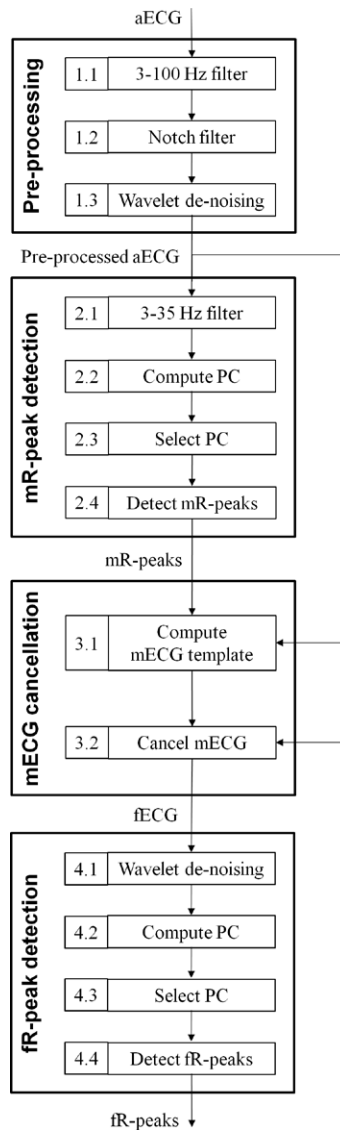 aECG
Pre-processing
1.1 3-100 Hz filter
1.2 Notch filter
1.3 Wavelet de-noising
Pre-processed aECG
mR-peak detection
2.1 3-35 Hz filter
2.2 Compute PC
2.3 Select PC
2.4 Detect mR-peaks
mR-peaks
mECG cancellation
3.1 Compute
mECG template
3.2 Cancel mECG
fECG
fR-peak detection
4.1 Wavelet de-noising
4.2 Compute PC
4.3 Select PC
4.4 Detect fR-peaks
fR-peaks